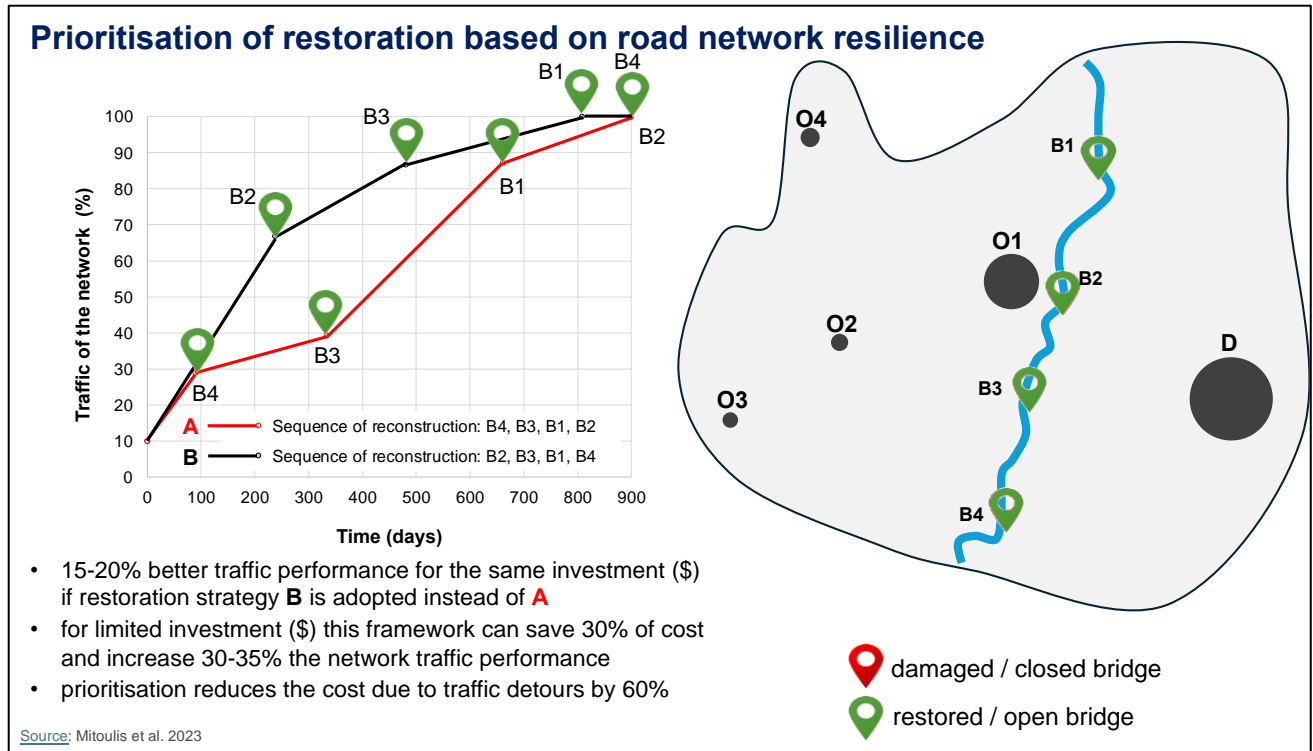 Prioritisation of restoration based on road network resilience
B1
B4
B3
B2
B2
B1
B3
B4
Traffic of the network (%)
100
90
80
70
60
50
40
30
20
10
0
A Sequence of reconstruction: B4, B3, B1, B2
B Sequence of reconstruction: B2, B3, B1, B4
0 100 200 300 400 500 600 700 800 900
Time (days)
O4
B1
O1
B2
O2
D
B3
O3
B4
• 15-20% better traffic performance for the same investment ($)
if restoration strategy B is adopted instead of A
• for limited investment ($) this framework can save 30% of cost
and increase 30-35% the network traffic performance
• prioritisation reduces the cost due to traffic detours by 60%
damaged / closed bridge
restored / open bridge
Source: Mitoulis et al. 2023